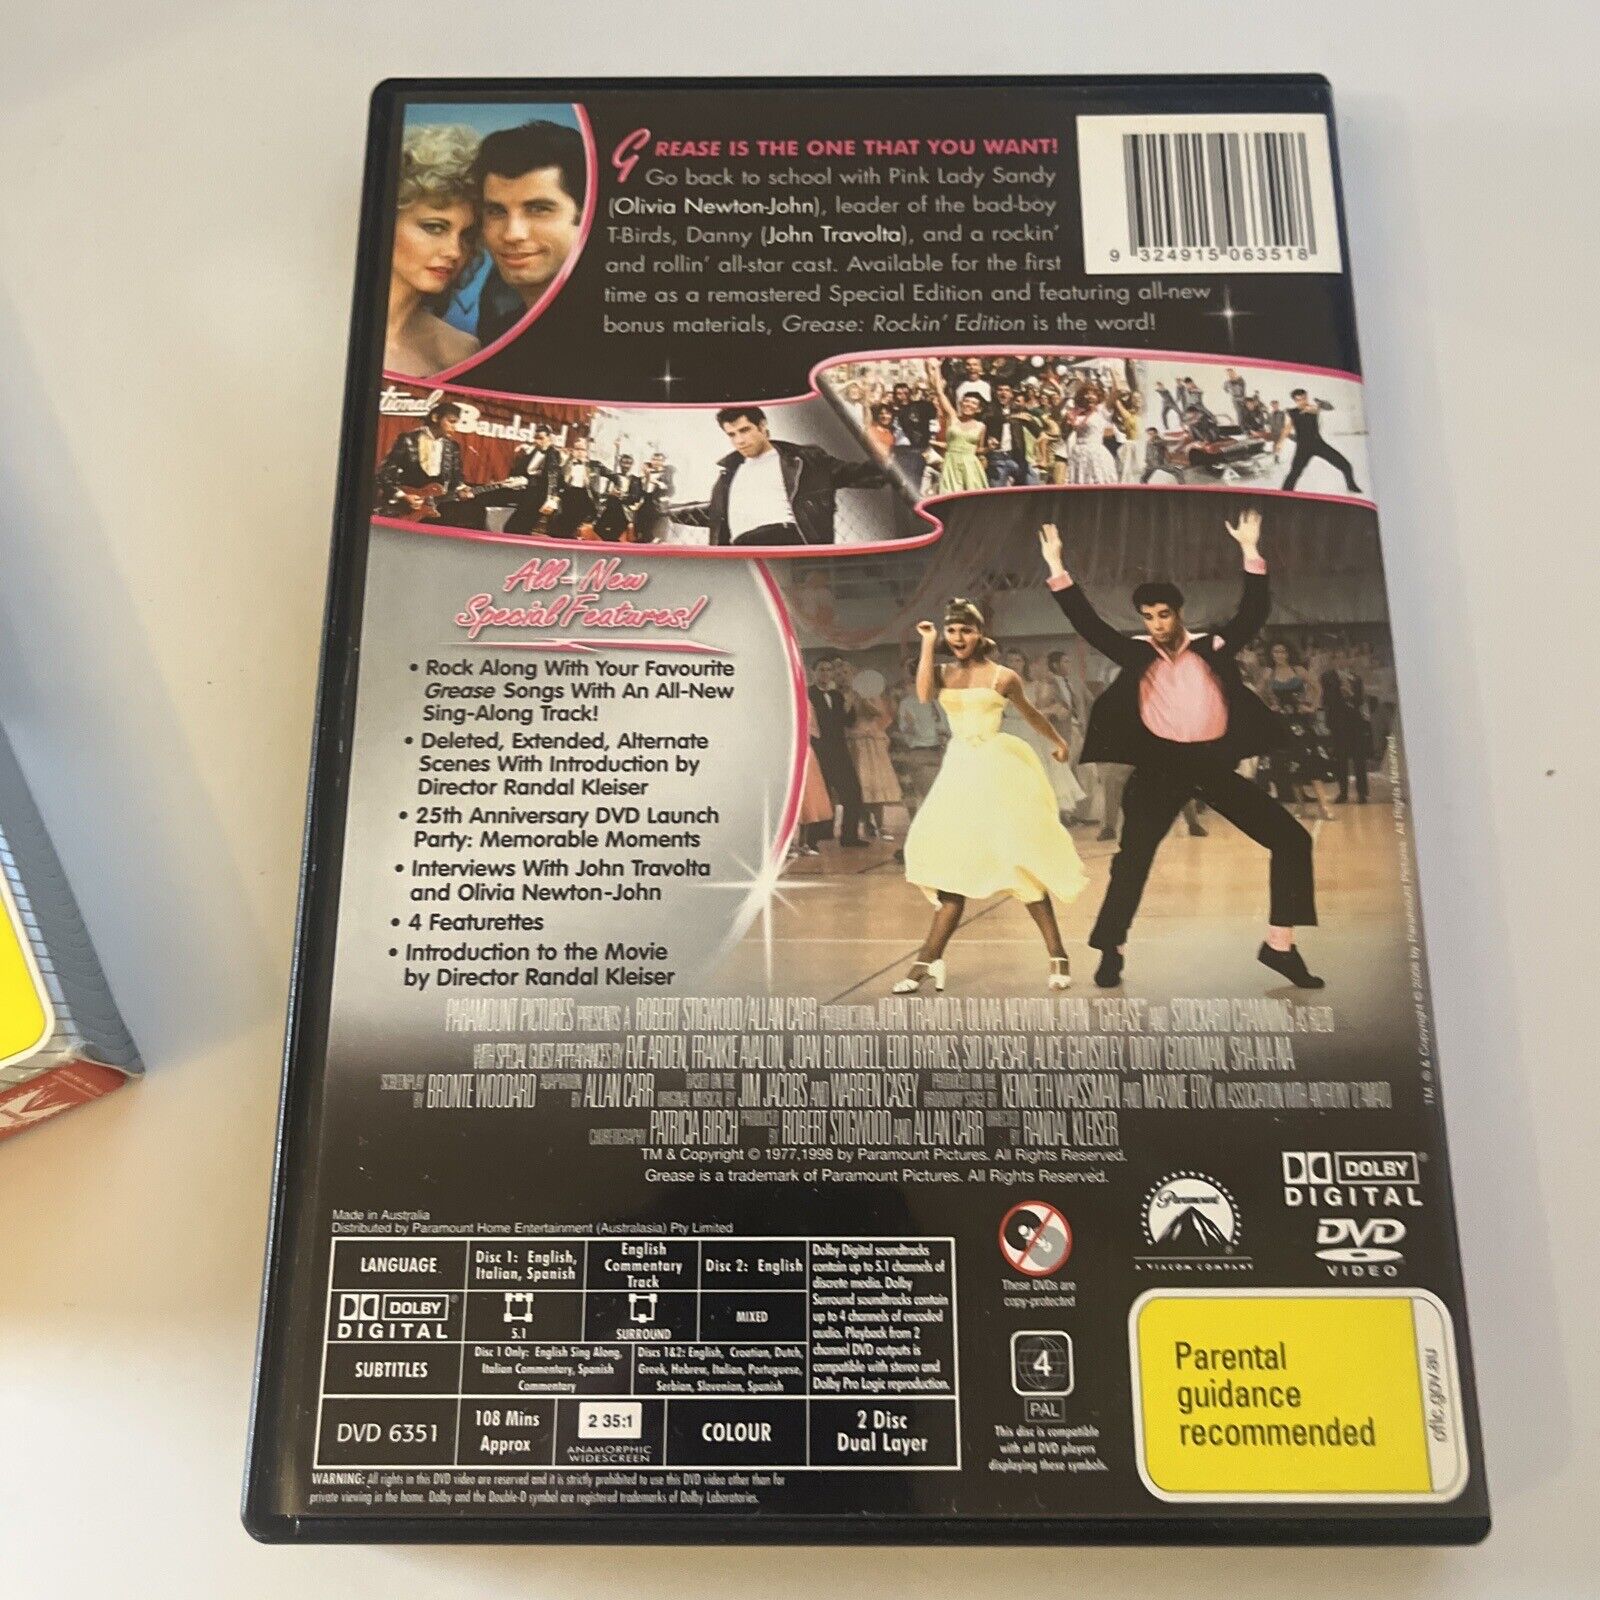 GREASE IS THE ONE THAT YOU WANT!
Go back to school with Pink Lady Sandy
(Olivia Newton-John), leader of the bad-boy
T-Birds, Danny (John Travolta), and a rockin'
and rollin' all-star cast. Available for the first
time as a remastered Special Edition and featuring all-new
bonus materials, Grease: Rockin' Edition is the word!
9 324915 063518
tional Bandstand
All-New
Special Features!
• Rock Along With Your Favourite
Grease Songs With An All-New
Sing-Along Track!
• Deleted, Extended, Alternate
Scenes With Introduction by
Director Randal Kleiser
• 25th Anniversary DVD Launch
Party: Memorable Moments
• Interviews With John Travolta
and Olivia Newton-John
• 4 Featurettes
• Introduction to the Movie
by Director Randal Kleiser
PARAMOUNT PICTURES PRESENTS A ROBERT STIGWOOD/ALLAN CARR PRODUCTION JOHN TRAVOLTA OLIVIA NEWTON-JOHN "GREASE" AND STOCKARD CHANNING AS RIZZO
WITH SPECIAL GUEST APPEARANCES BY EVE ARDEN, FRANKIE AVALON, JOAN BLONDELL, EDD BYRNES, SID CAESAR, ALICE GHOSTLEY, DODY GOODMAN, SHA NA NA
SCREENPLAY BY BRONTE WOODARD ADAPTATION BY ALLAN CARR BASED ON THE ORIGINAL MUSICAL BY JIM JACOBS AND WARREN CASEY PRODUCED ON THE BROADWAY STAGE BY KENNETH WAISSMAN AND MAXINE FOX IN ASSOCIATION WITH ANTHONY D'AMATO
CHOREOGRAPHY PATRICIA BIRCH PRODUCED BY ROBERT STIGWOOD AND ALLAN CARR DIRECTED BY RANDAL KLEISER
TM & Copyright © 1977,1998 by Paramount Pictures. All Rights Reserved.
Grease is a trademark of Paramount Pictures. All Rights Reserved.
TM, ® & Copyright © 2006 by Paramount Pictures. All Rights Reserved.
Made in Australia
Distributed by Paramount Home Entertainment (Australasia) Pty Limited
LANGUAGE
Disc 1: English,
Italian, Spanish
English
Commentary
Track
Disc 2: English
DOLBY
DIGITAL
5.1
SURROUND
MIXED
SUBTITLES
Disc 1 Only: English Sing Along,
Italian Commentary, Spanish
Commentary
Discs 1&2: English, Croatian, Dutch,
Greek, Hebrew, Italian, Portuguese,
Serbian, Slovenian, Spanish
Dolby Digital soundtracks
contain up to 5.1 channels of
discrete media. Dolby
Surround soundtracks contain
up to 4 channels of encoded
audio. Playback from 2
channel DVD outputs is
compatible with stereo and
Dolby Pro Logic reproduction.
DVD 6351
108 Mins
Approx
2 35:1
ANAMORPHIC
WIDESCREEN
COLOUR
2 Disc
Dual Layer
WARNING: All rights in this DVD video are reserved and it is strictly prohibited to use this DVD video other than for
private viewing in the home. Dolby and the Double-D symbol are registered trademarks of Dolby Laboratories.
These DVDs are
copy-protected
4
PAL
This disc is compatible
with all DVD players
displaying these symbols.
Paramount
A VIACOM COMPANY
DOLBY
DIGITAL
DVD
VIDEO
Parental
guidance
recommended
oflc.gov.au